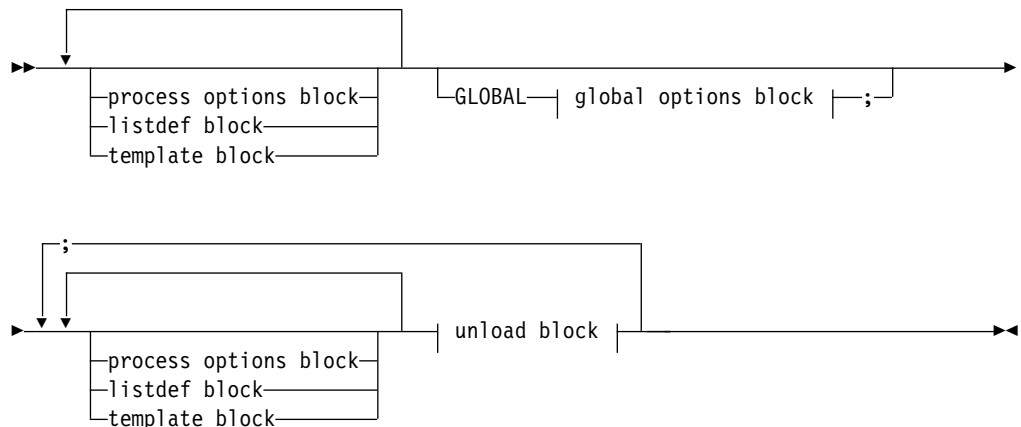 process options block
listdef block
template block
GLOBAL global options block ;
;
process options block
listdef block
template block
unload block